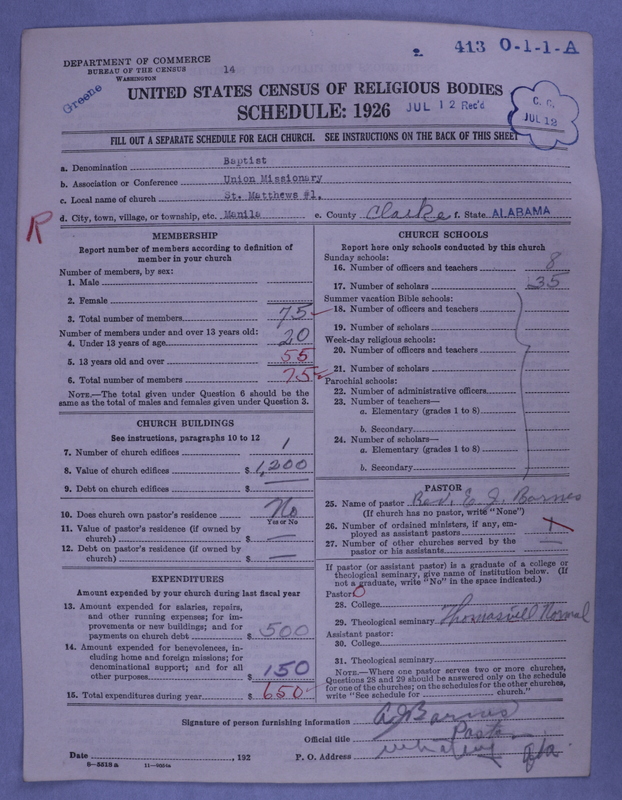 2 413 O-1-1-A
DEPARTMENT OF COMMERCE
BUREAU OF THE CENSUS
WASHINGTON
14
Greene
UNITED STATES CENSUS OF RELIGIOUS BODIES
SCHEDULE: 1926
JUL 12 Rec'd
C. G.
JUL 12
FILL OUT A SEPARATE SCHEDULE FOR EACH CHURCH. SEE INSTRUCTIONS ON THE BACK OF THIS SHEET
a. Denomination Baptist
b. Association or Conference Union Missionary
c. Local name of church St. Matthews #1.
d. City, town, village, or township, etc. Manila e. County Clarke f. State ALABAMA
R
MEMBERSHIP
Report number of members according to definition of
member in your church
Number of members, by sex:
1. Male
2. Female
3. Total number of members 75
Number of members under and over 13 years old:
4. Under 13 years of age 20
5. 13 years old and over 55
6. Total number of members 75
NOTE.—The total given under Question 6 should be the
same as the total of males and females given under Question 3.
CHURCH BUILDINGS
See instructions, paragraphs 10 to 12
7. Number of church edifices 1
8. Value of church edifices $ 1,200
9. Debt on church edifices $ —
10. Does church own pastor's residence No
Yes or No
11. Value of pastor's residence (if owned by
church) $ —
12. Debt on pastor's residence (if owned by
church) $ —
EXPENDITURES
Amount expended by your church during last fiscal year
13. Amount expended for salaries, repairs,
and other running expenses; for im-
provements or new buildings; and for
payments on church debt $ 500
14. Amount expended for benevolences, in-
cluding home and foreign missions; for
denominational support; and for all
other purposes $ 150
15. Total expenditures during year $ 650
CHURCH SCHOOLS
Report here only schools conducted by this church
Sunday schools:
16. Number of officers and teachers 8
17. Number of scholars 35
Summer vacation Bible schools:
18. Number of officers and teachers
19. Number of scholars
Week-day religious schools:
20. Number of officers and teachers
21. Number of scholars
Parochial schools:
22. Number of administrative officers
23. Number of teachers—
a. Elementary (grades 1 to 8)
b. Secondary
24. Number of scholars—
a. Elementary (grades 1 to 8)
b. Secondary
PASTOR
25. Name of pastor Rev. E. J. Barnes
(If church has no pastor, write "None")
26. Number of ordained ministers, if any, em-
ployed as assistant pastors 1
27. Number of other churches served by the
pastor or his assistants —
If pastor (or assistant pastor) is a graduate of a college or
theological seminary, give name of institution below. (If
not a graduate, write "No" in the space indicated.)
Pastor: O
28. College
29. Theological seminary Thomasvill Normal
Assistant pastor:
30. College
31. Theological seminary
NOTE.—Where one pastor serves two or more churches,
Questions 28 and 29 should be answered only on the schedule
for one of the churches; on the schedules for the other churches,
write "See schedule for church."
Signature of person furnishing information Barnes
Official title Pastor
Date , 192 P. O. Address Whatley Ala.
8-5518 a